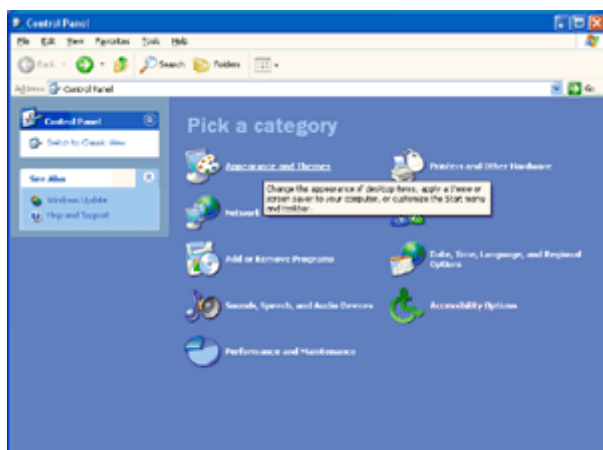 Control Panel
File Edit View Favorites Tools Help
Back Search Folders
Address Control Panel Go
Control Panel
Switch to Classic View
See Also
Windows Update
Help and Support
Pick a category
Appearance and Themes
Printers and Other Hardware
Change the appearance of desktop items, apply a theme or
screen saver to your computer, or customize the Start menu
and taskbar.
Network
Add or Remove Programs
Date, Time, Language, and Regional
Options
Sounds, Speech, and Audio Devices
Accessibility Options
Performance and Maintenance